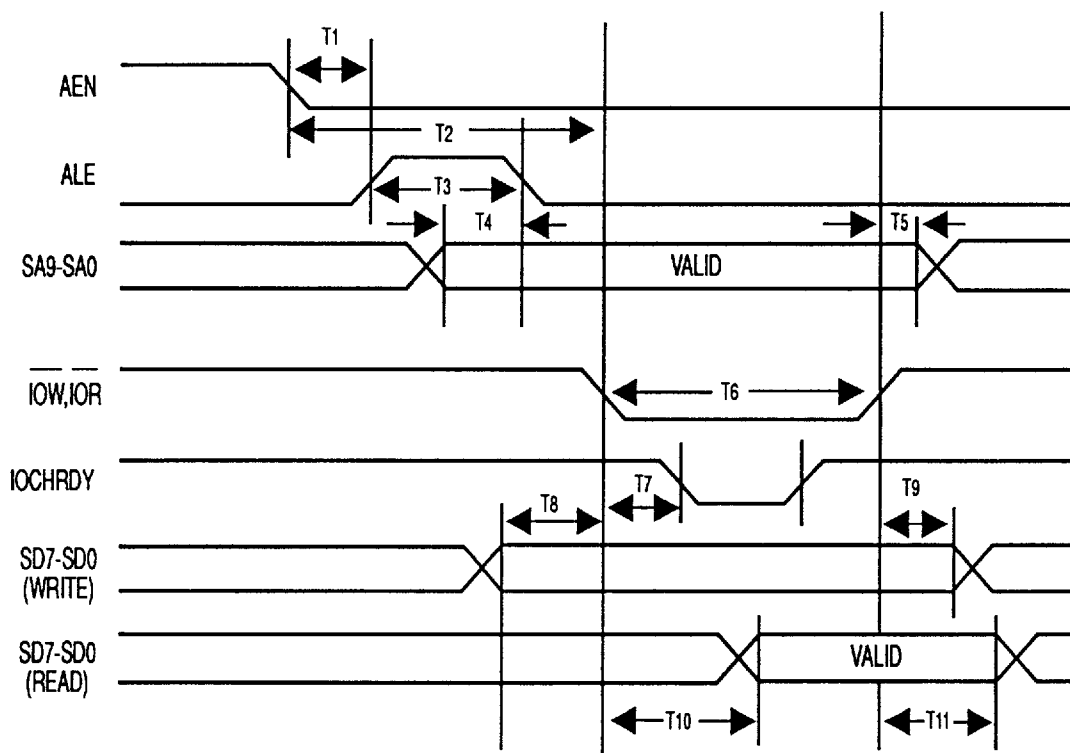 T1
AEN
T2
ALE
T3
T4
T5
SA9-SA0
VALID
IOW,IOR
T6
IOCHRDY
T7
T8
T9
SD7-SD0
(WRITE)
SD7-SD0
(READ)
VALID
T10
T11